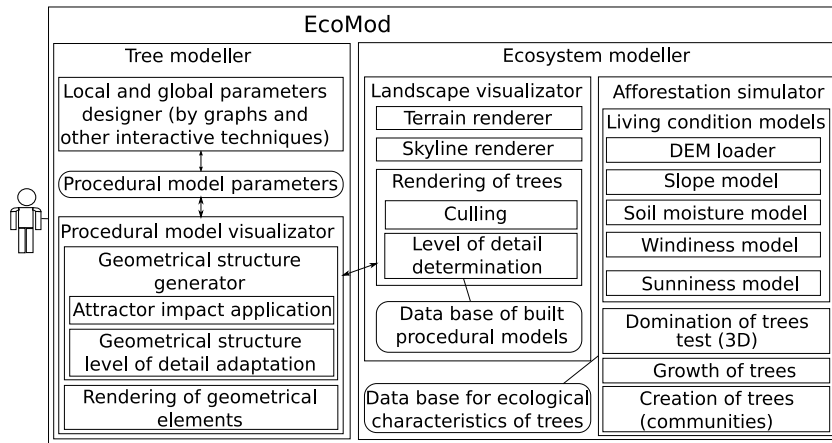 EcoMod
Tree modeller
Local and global parameters
designer (by graphs and
other interactive techniques)
Procedural model parameters
Procedural model visualizator
Geometrical structure
generator
Attractor impact application
Geometrical structure
level of detail adaptation
Rendering of geometrical
elements
Ecosystem modeller
Landscape visualizator
Terrain renderer
Skyline renderer
Rendering of trees
Culling
Level of detail
determination
Data base of built
procedural models
Data base for ecological
characteristics of trees
Afforestation simulator
Living condition models
DEM loader
Slope model
Soil moisture model
Windiness model
Sunniness model
Domination of trees
test (3D)
Growth of trees
Creation of trees
(communities)